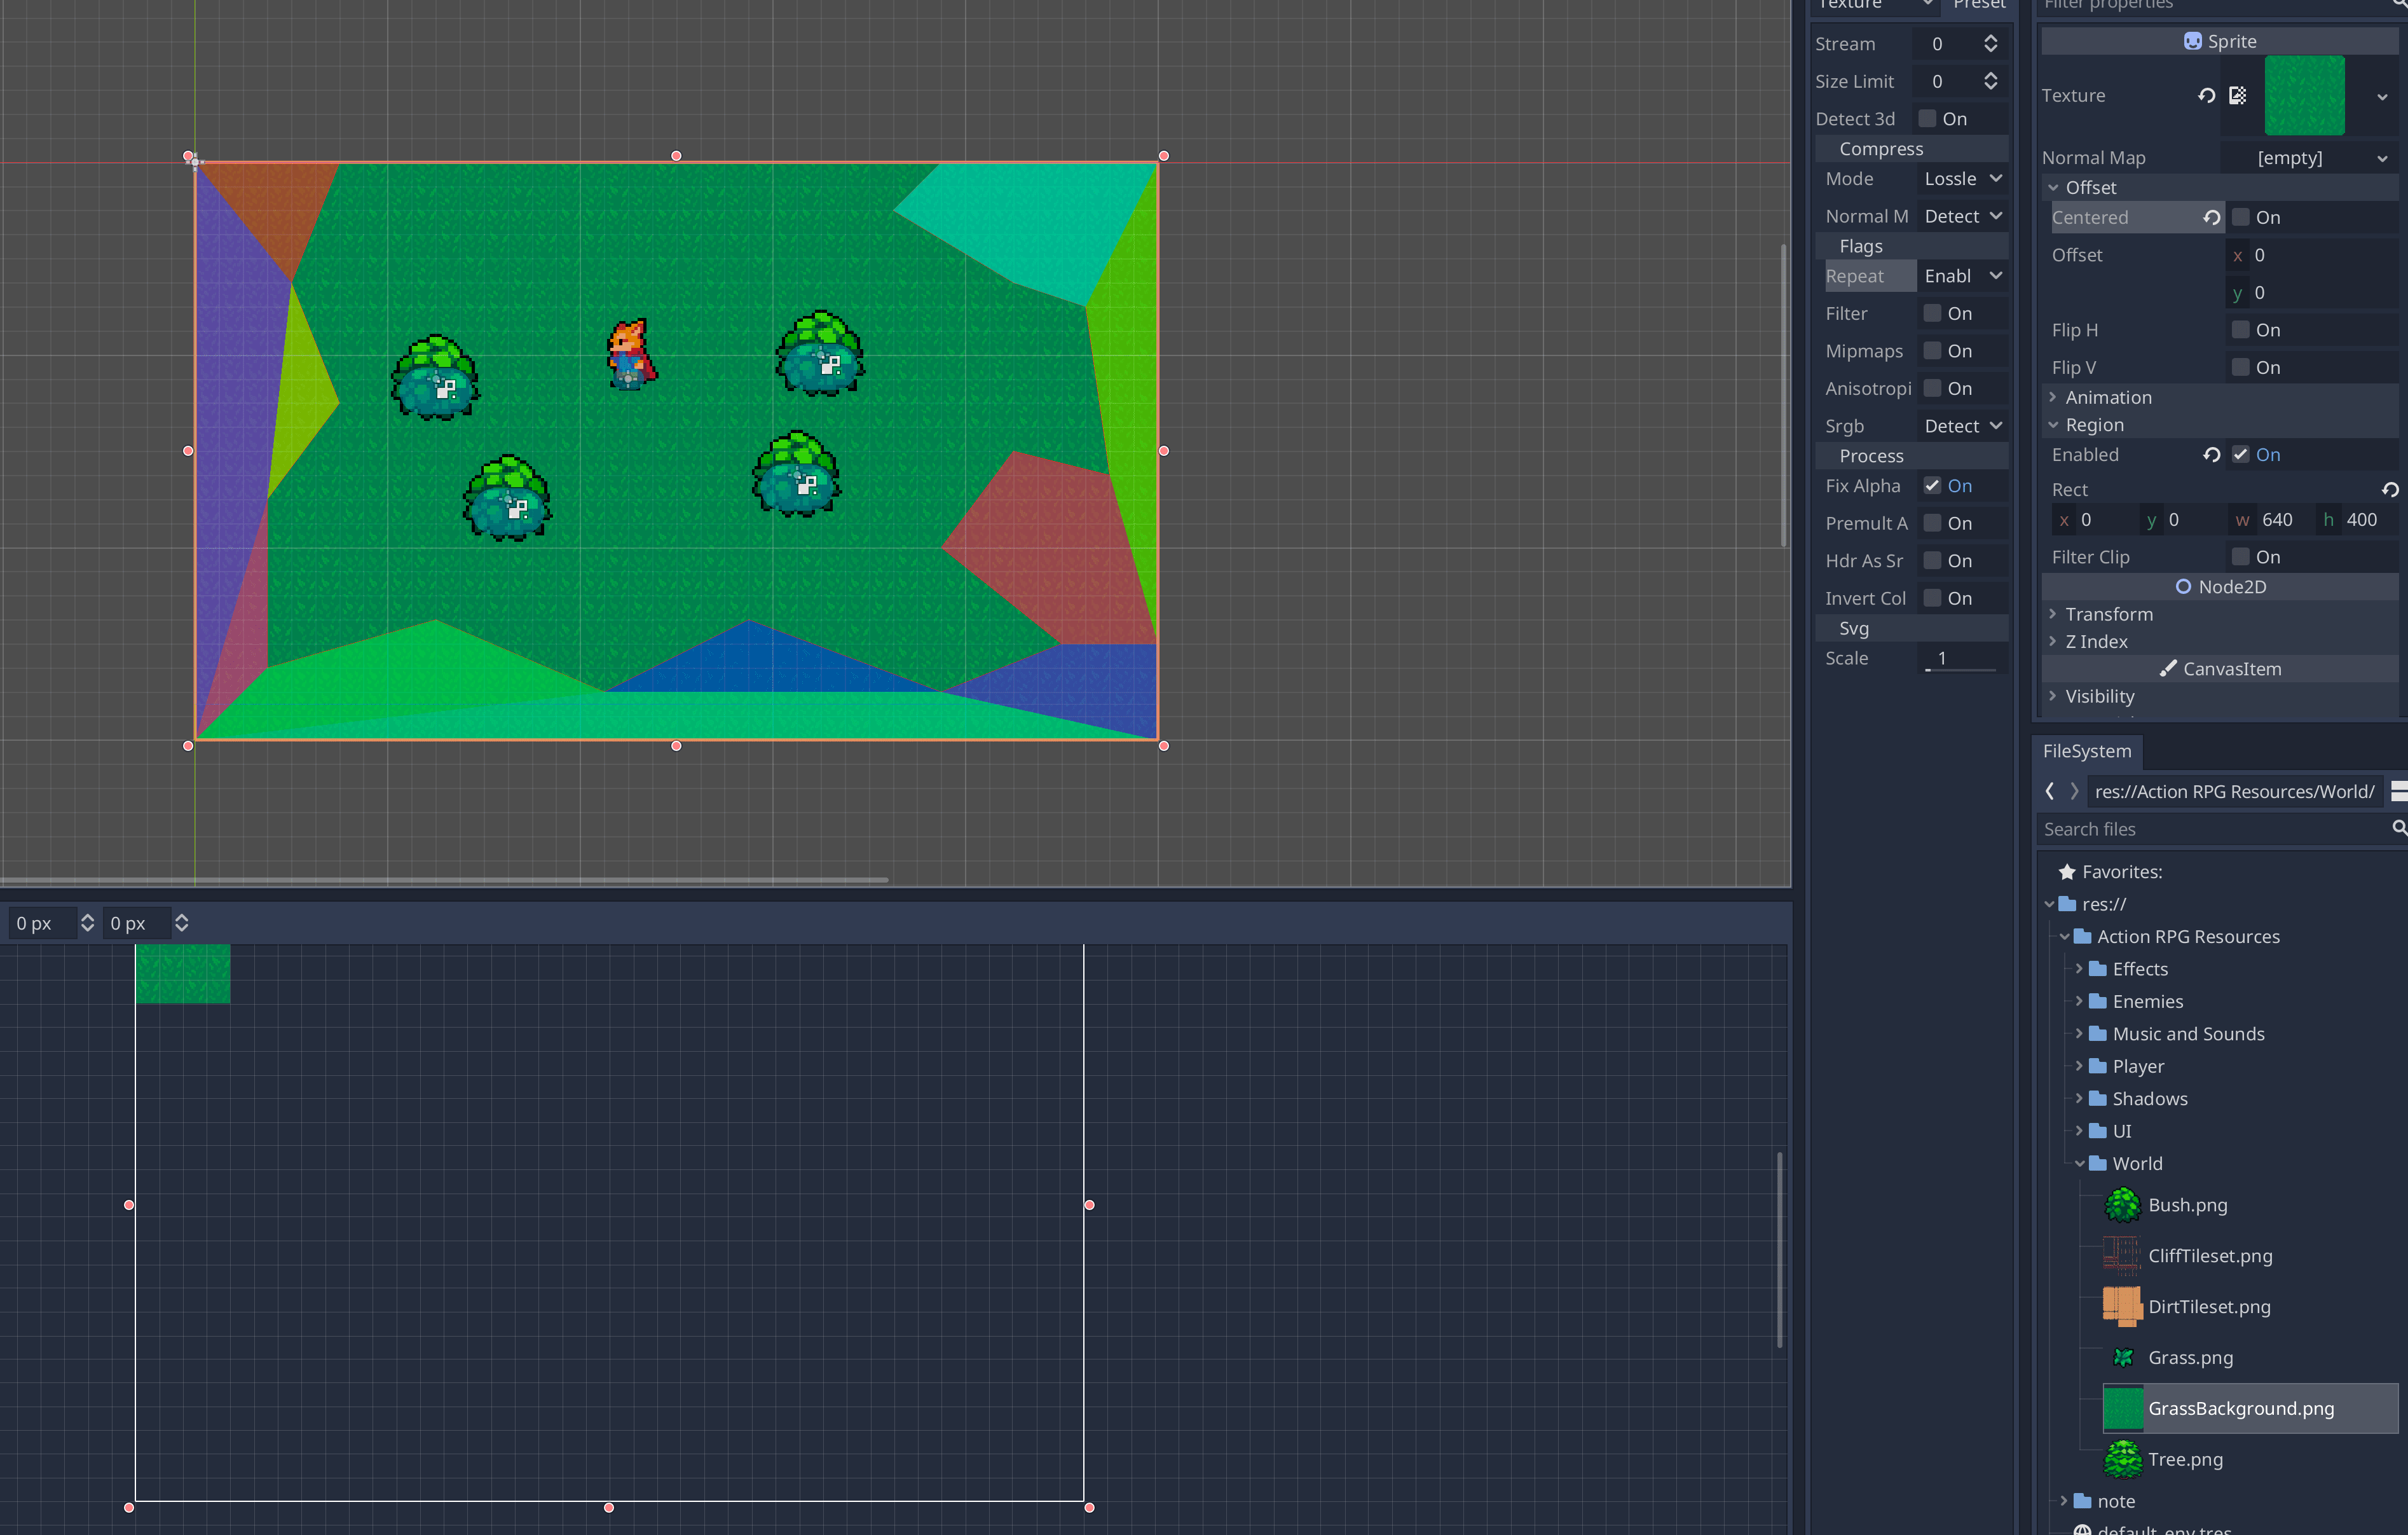 Texture Preset
Stream 0
Size Limit 0
Detect 3d On
Compress
Mode Lossle
Normal M Detect
Flags
Repeat Enabl
Filter On
Mipmaps On
Anisotropi On
Srgb Detect
Process
Fix Alpha On
Premult A On
Hdr As Sr On
Invert Col On
Svg
Scale 1
Filter properties
Sprite
Texture
Normal Map [empty]
Offset
Centered On
Offset x 0
y 0
Flip H On
Flip V On
Animation
Region
Enabled On
Rect
x 0 y 0 w 640 h 400
Filter Clip On
Node2D
Transform
Z Index
CanvasItem
Visibility
0 px 0 px
FileSystem
res://Action RPG Resources/World/
Search files
Favorites:
res://
Action RPG Resources
Effects
Enemies
Music and Sounds
Player
Shadows
UI
World
Bush.png
CliffTileset.png
DirtTileset.png
Grass.png
GrassBackground.png
Tree.png
note
default_env.tres